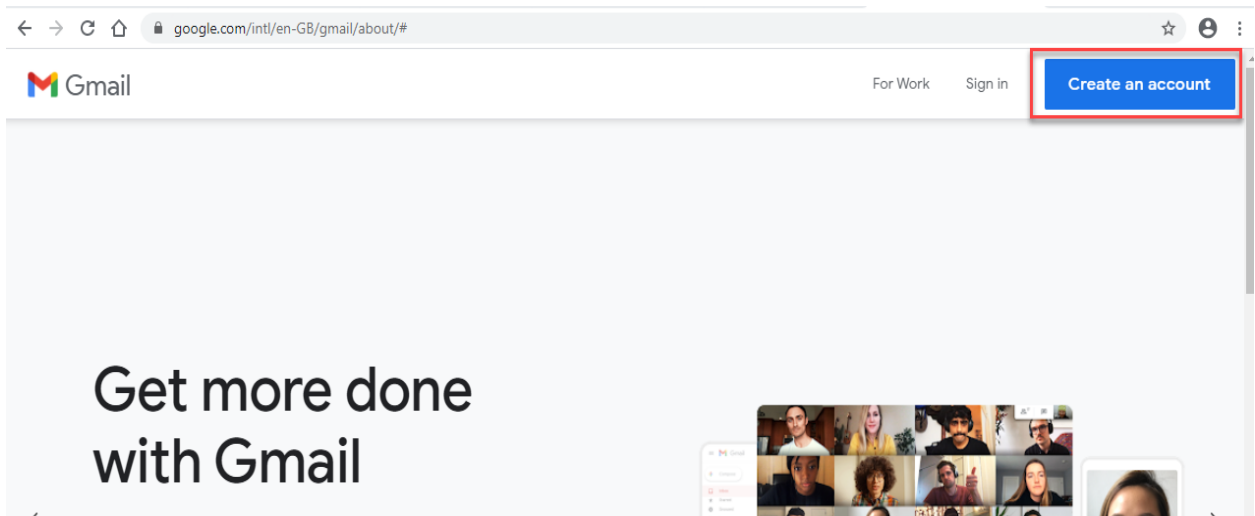 google.com/intl/en-GB/gmail/about/#
Gmail
For Work
Sign in
Create an account
Get more done
with Gmail
Gmail